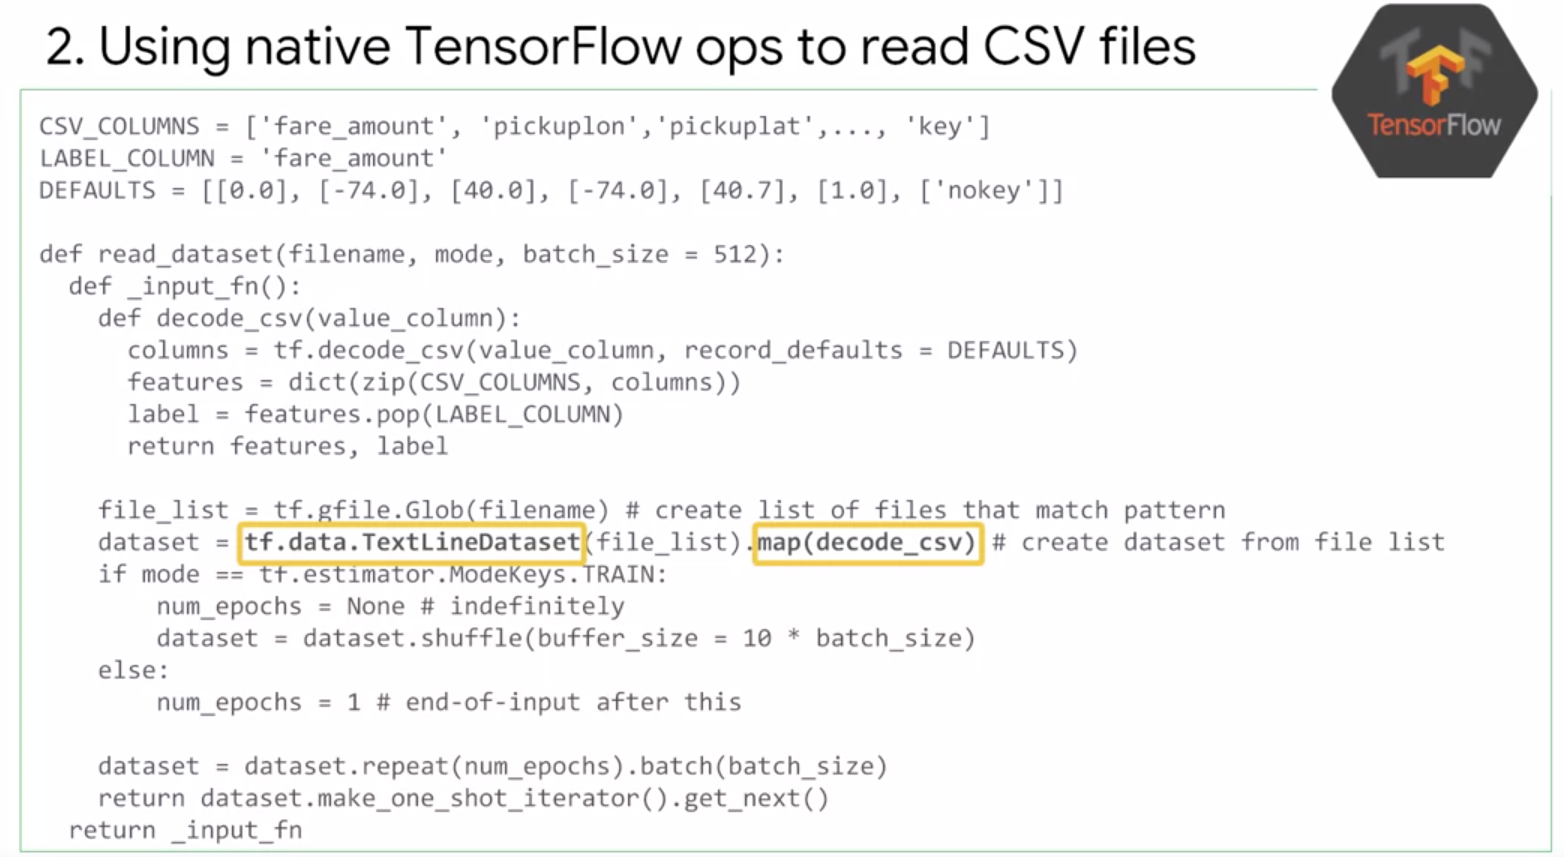 2. Using native TensorFlow ops to read CSV files
TensorFlow
CSV_COLUMNS = ['fare_amount', 'pickuplon','pickuplat',..., 'key']
LABEL_COLUMN = 'fare_amount'
DEFAULTS = [[0.0], [-74.0], [40.0], [-74.0], [40.7], [1.0], ['nokey']]
def read_dataset(filename, mode, batch_size = 512):
  def _input_fn():
    def decode_csv(value_column):
      columns = tf.decode_csv(value_column, record_defaults = DEFAULTS)
      features = dict(zip(CSV_COLUMNS, columns))
      label = features.pop(LABEL_COLUMN)
      return features, label
    file_list = tf.gfile.Glob(filename) # create list of files that match pattern
    dataset = tf.data.TextLineDataset(file_list).map(decode_csv) # create dataset from file list
    if mode == tf.estimator.ModeKeys.TRAIN:
        num_epochs = None # indefinitely
        dataset = dataset.shuffle(buffer_size = 10 * batch_size)
    else:
        num_epochs = 1 # end-of-input after this
    dataset = dataset.repeat(num_epochs).batch(batch_size)
    return dataset.make_one_shot_iterator().get_next()
  return _input_fn